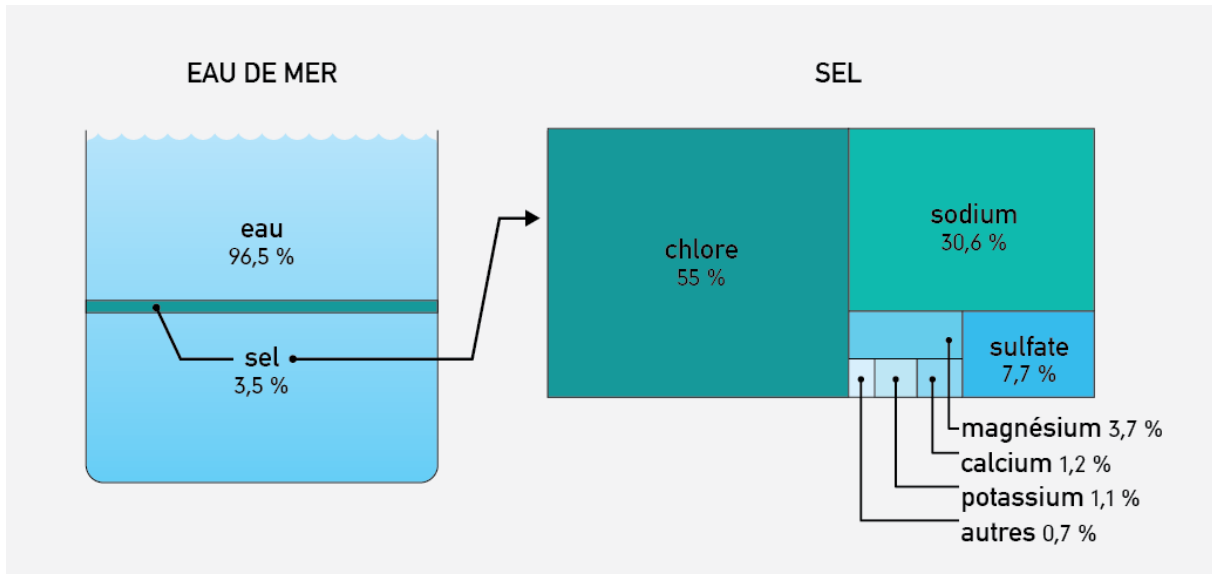 EAU DE MER
eau
96,5 %
sel
3,5 %
SEL
chlore
55 %
sodium
30,6 %
sulfate
7,7 %
magnésium 3,7 %
calcium 1,2 %
potassium 1,1 %
autres 0,7 %